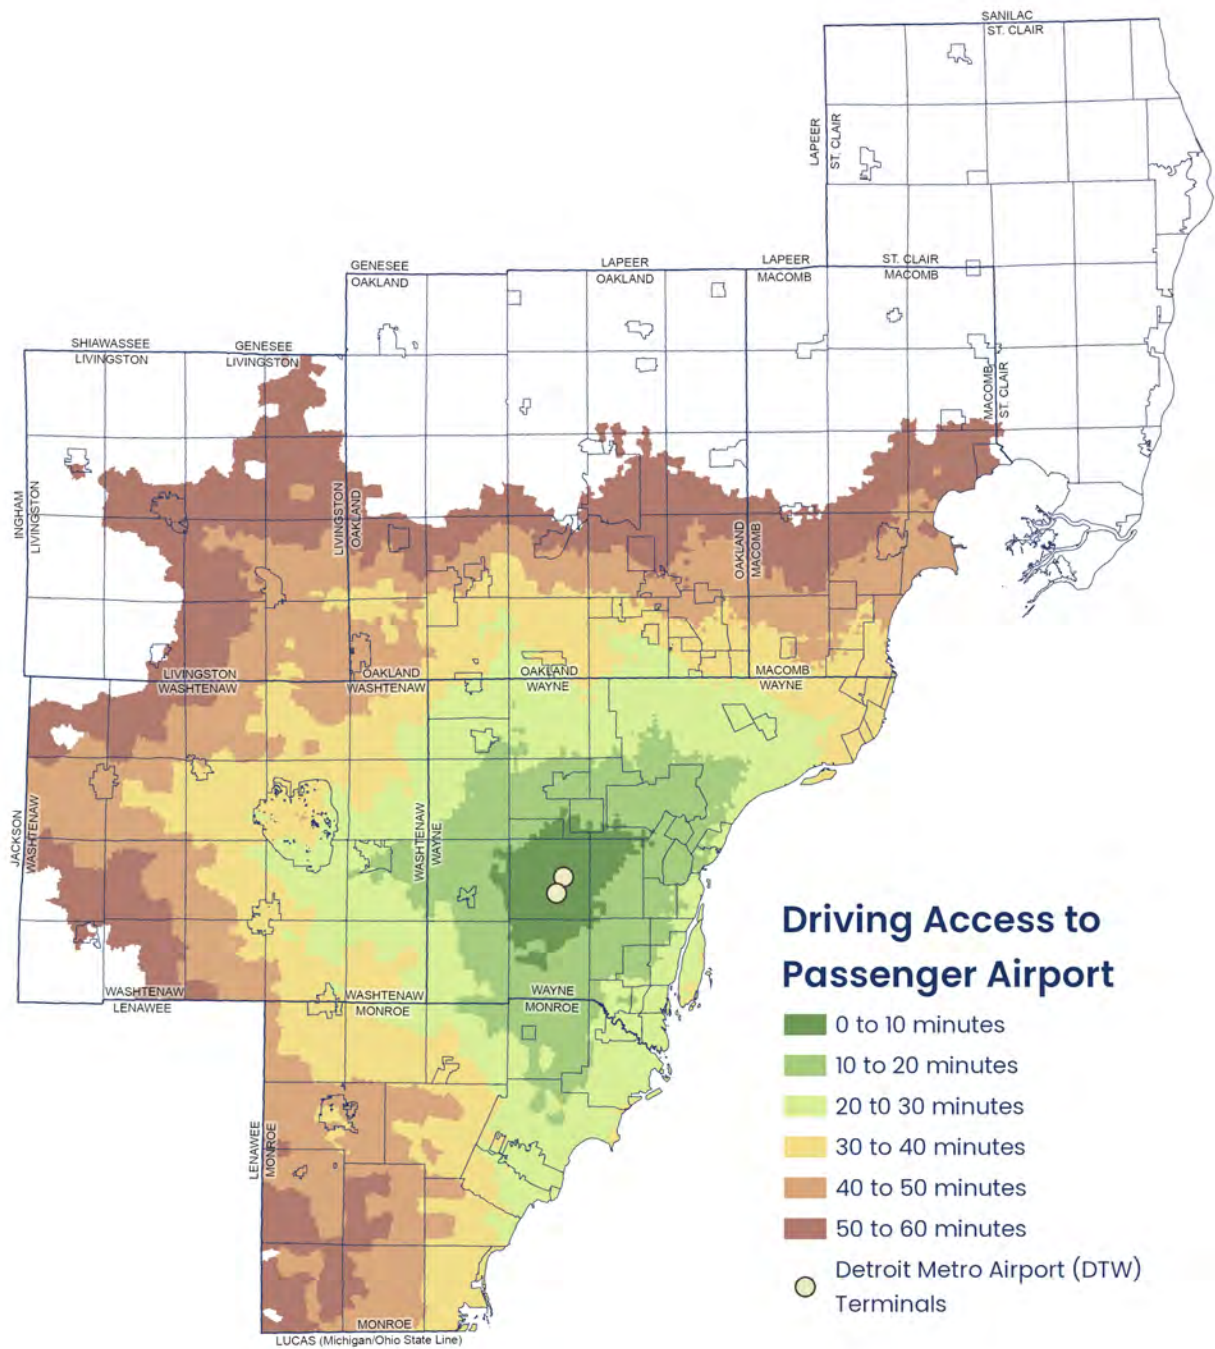 SANILAC
ST. CLAIR
LAPEER
ST. CLAIR
GENESEE
OAKLAND
LAPEER
OAKLAND
LAPEER
MACOMB
ST. CLAIR
MACOMB
SHIAWASSEE
LIVINGSTON
GENESEE
LIVINGSTON
MACOMB
ST. CLAIR
INGHAM
LIVINGSTON
LIVINGSTON
OAKLAND
OAKLAND
MACOMB
LIVINGSTON
WASHTENAW
OAKLAND
WASHTENAW
OAKLAND
WAYNE
MACOMB
WAYNE
JACKSON
WASHTENAW
WASHTENAW
WAYNE
WASHTENAW
LENAWEE
WASHTENAW
MONROE
WAYNE
MONROE
LENAWEE
MONROE
MONROE
LUCAS (Michigan/Ohio State Line)
Driving Access to
Passenger Airport
0 to 10 minutes
10 to 20 minutes
20 t0 30 minutes
30 to 40 minutes
40 to 50 minutes
50 to 60 minutes
Detroit Metro Airport (DTW)
Terminals